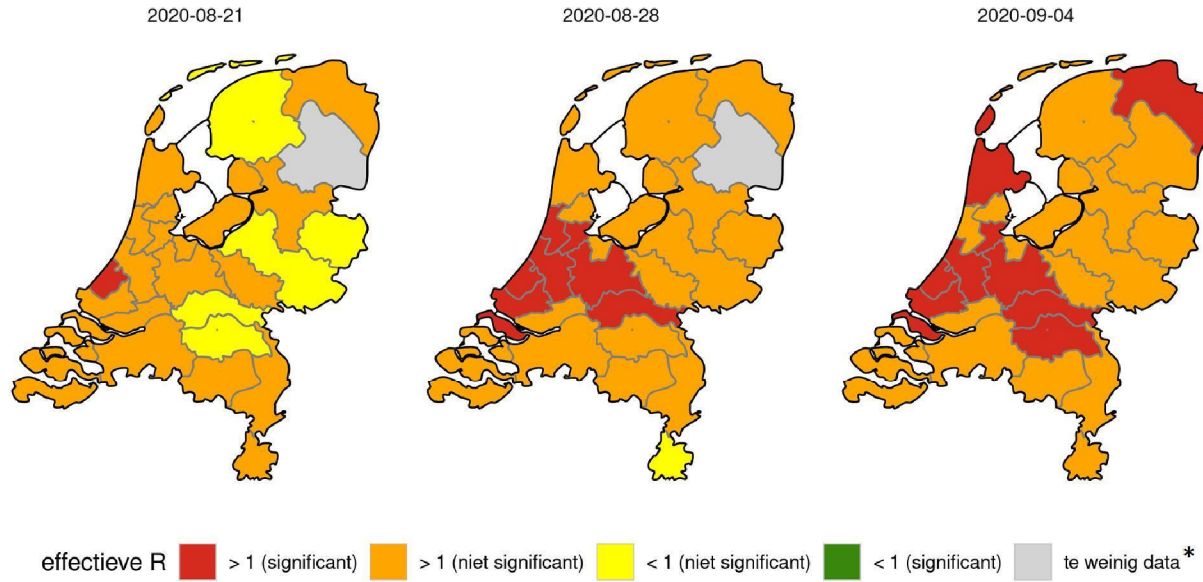 2020-08-21 2020-08-28 2020-09-04
effectieve R > 1 (significant) > 1 (niet significant) < 1 (niet significant) < 1 (significant) te weinig data *